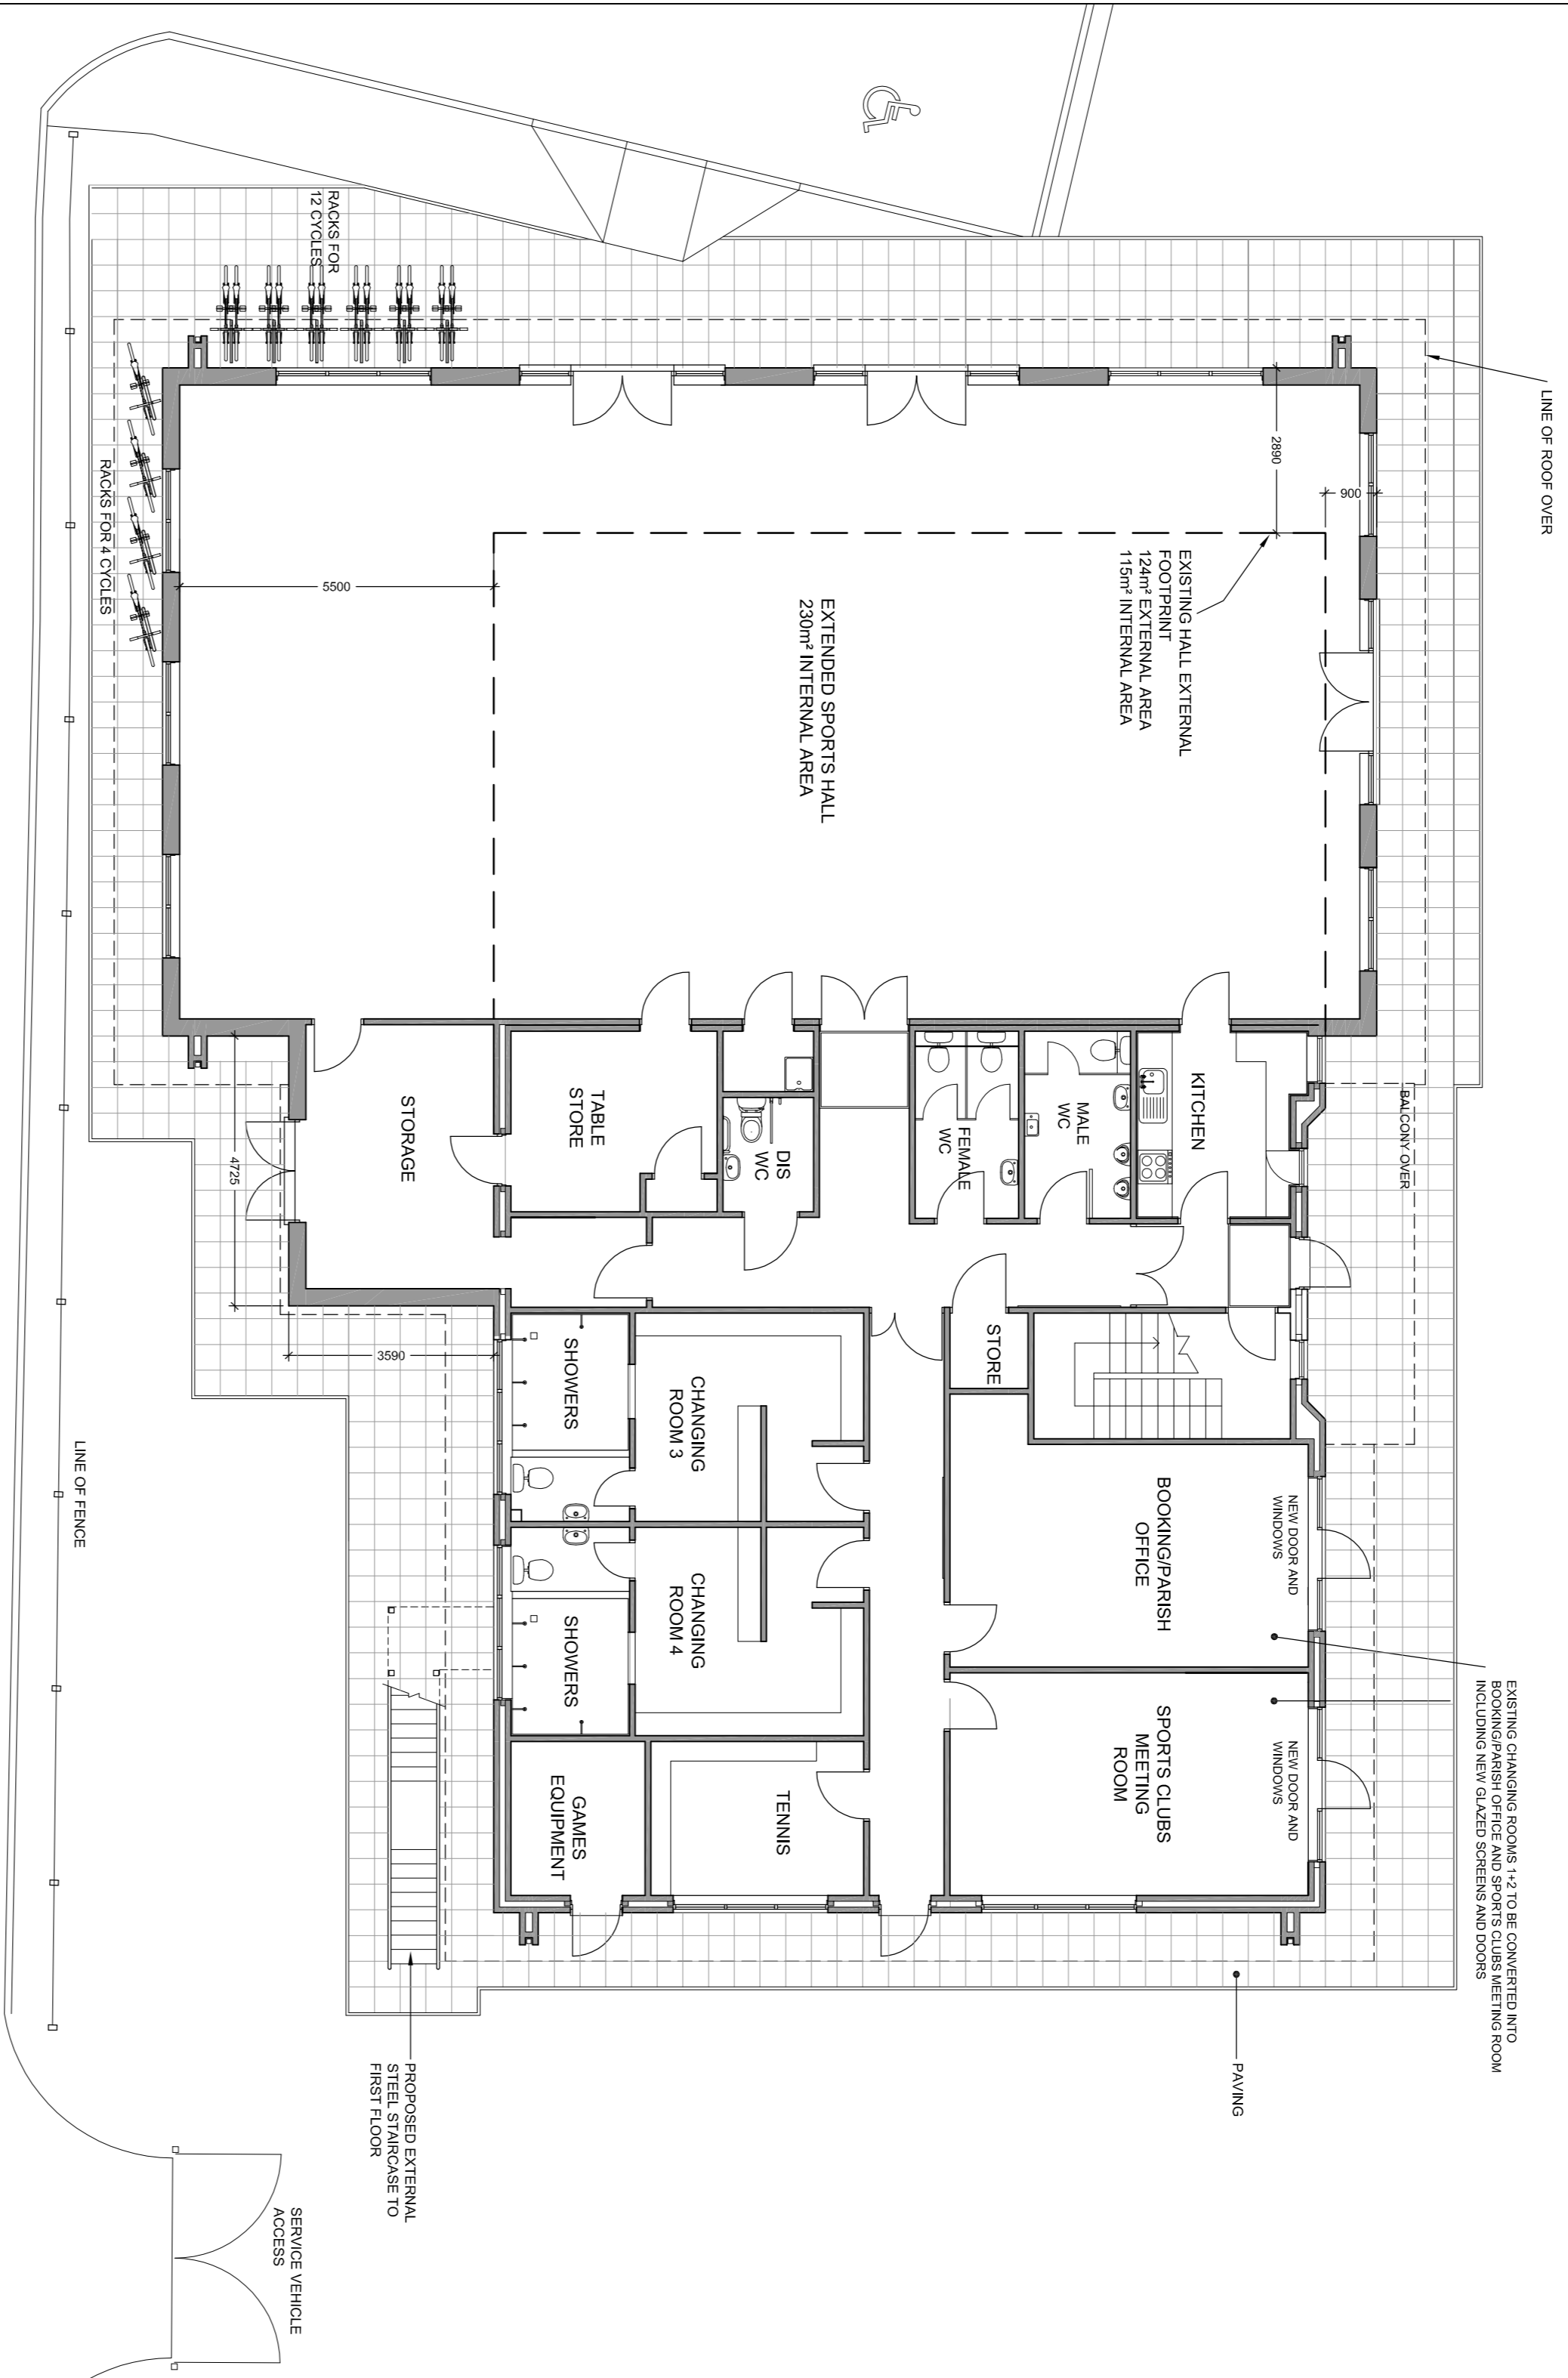 LINE OF ROOF OVER
EXISTING CHANGING ROOMS 1+2 TO BE CONVERTED INTO
BOOKING/PARISH OFFICE AND SPORTS CLUBS MEETING ROOM
INCLUDING NEW GLAZED SCREENS AND DOORS
BALCONY OVER
900
2890
NEW DOOR AND
WINDOWS
NEW DOOR AND
WINDOWS
EXISTING HALL EXTERNAL
FOOTPRINT
124m² EXTERNAL AREA
115m² INTERNAL AREA
KITCHEN
BOOKING/PARISH
OFFICE
SPORTS CLUBS
MEETING
ROOM
PAVING
MALE
WC
FEMALE
WC
STORE
EXTENDED SPORTS HALL
230m² INTERNAL AREA
DIS
WC
TABLE
STORE
CHANGING
ROOM 3
CHANGING
ROOM 4
TENNIS
SHOWERS
SHOWERS
GAMES
EQUIPMENT
5500
STORAGE
3590
4725
RACKS FOR
12 CYCLES
RACKS FOR 4 CYCLES
PROPOSED EXTERNAL
STEEL STAIRCASE TO
FIRST FLOOR
LINE OF FENCE
SERVICE VEHICLE
ACCESS